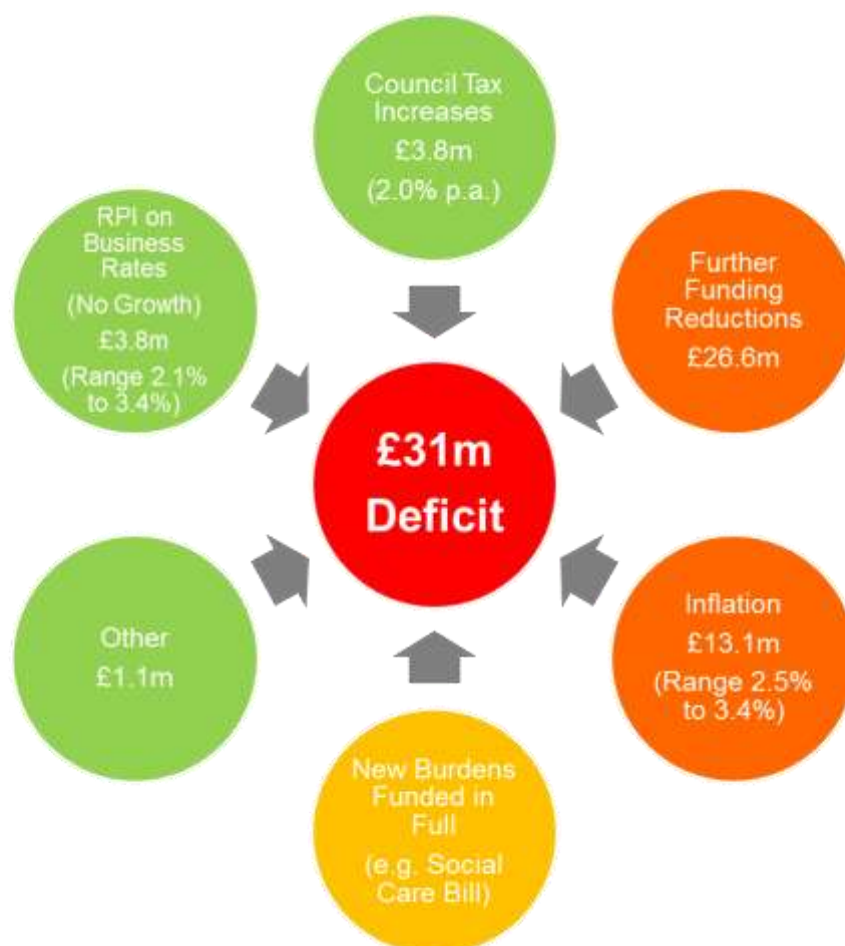 Council Tax
Increases
£3.8m
(2.0% p.a.)
RPI on
Business
Rates
(No Growth)
£3.8m
(Range 2.1%
to 3.4%)
Further
Funding
Reductions
£26.6m
£31m
Deficit
Other
£1.1m
Inflation
£13.1m
(Range 2.5%
to 3.4%)
New Burdens
Funded in
Full
(e.g. Social
Care Bill)